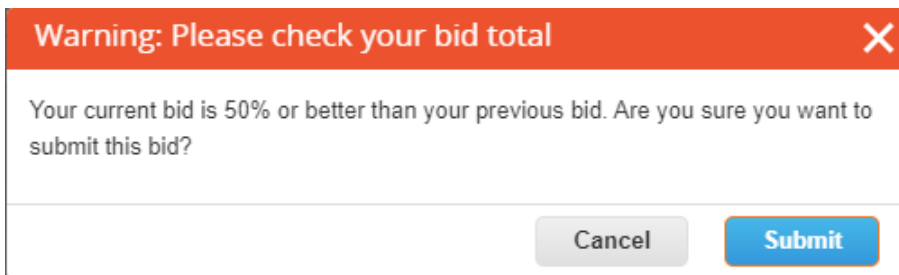 Warning: Please check your bid total
Your current bid is 50% or better than your previous bid. Are you sure you want to
submit this bid?
Cancel Submit